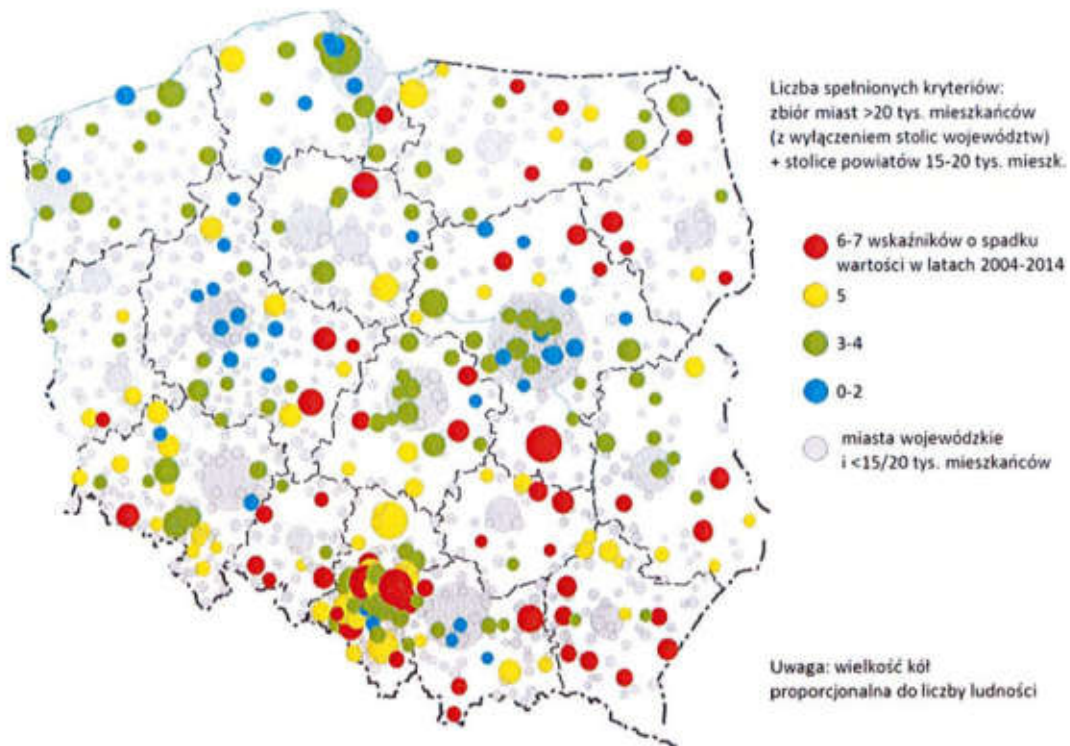 Liczba spełnionych kryteriów:
zbiór miast >20 tys. mieszkańców
(z wyłączeniem stolic województw)
+ stolice powiatów 15-20 tys. mieszk.
6-7 wskaźników o spadku
wartości w latach 2004-2014
5
3-4
0-2
miasta wojewódzkie
i <15/20 tys. mieszkańców
Uwaga: wielkość kół
proporcjonalna do liczby ludności